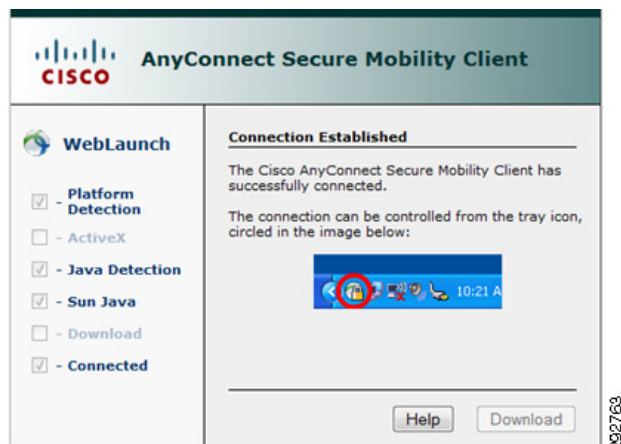 CISCO
AnyConnect Secure Mobility Client
WebLaunch
- Platform
Detection
- ActiveX
- Java Detection
- Sun Java
- Download
- Connected
Connection Established
The Cisco AnyConnect Secure Mobility Client has
successfully connected.
The connection can be controlled from the tray icon,
circled in the image below:
10:21 A
Help
Download